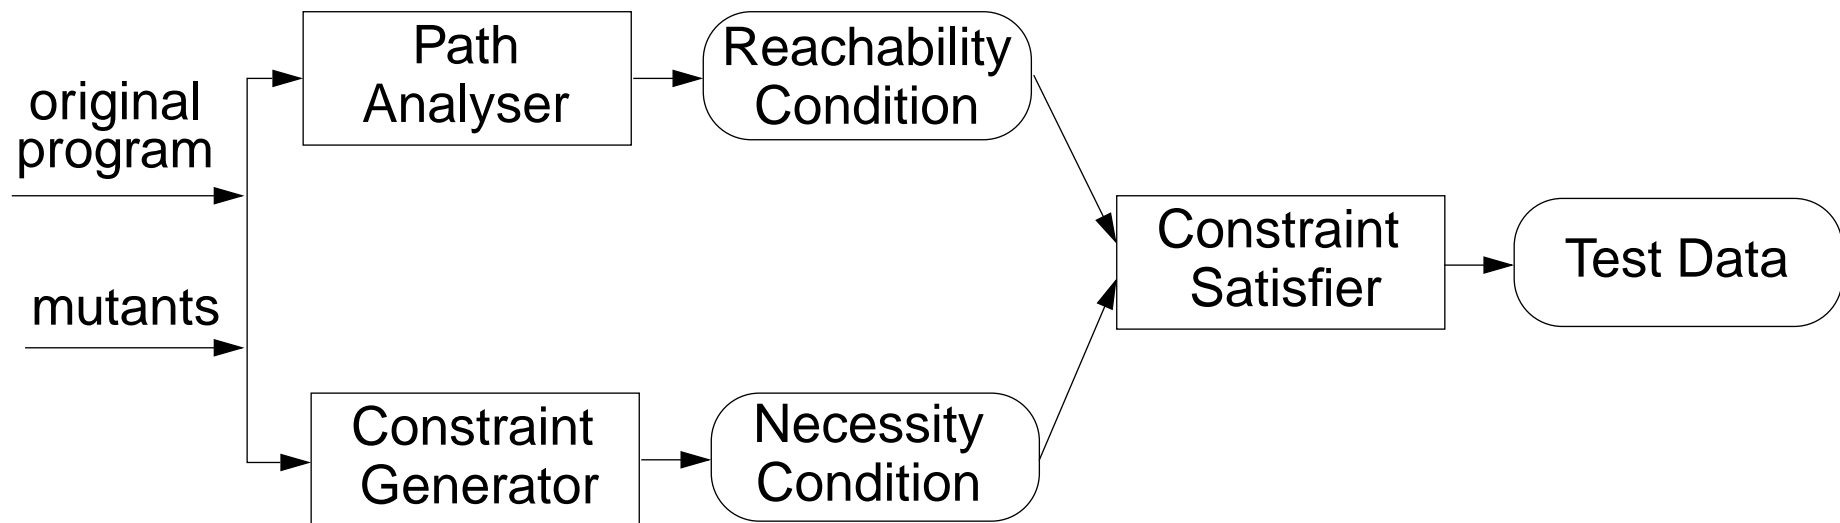 original
program
mutants
Path
Analyser
Reachability
Condition
Constraint
Generator
Necessity
Condition
Constraint
Satisfier
Test Data